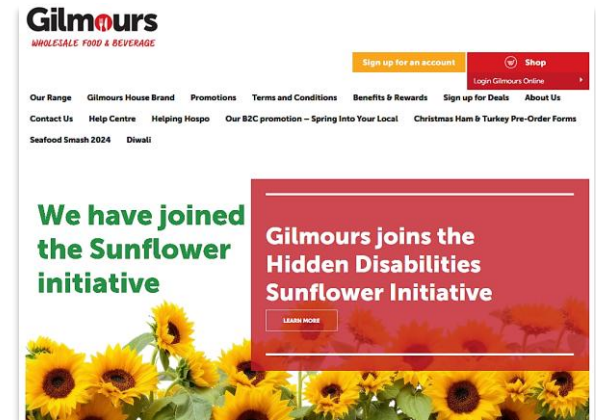 Gilmours
WHOLESALE FOOD & BEVERAGE
Sign up for an account
Shop
Login Gilmours Online
Our Range Gilmours House Brand Promotions Terms and Conditions Benefits & Rewards Sign up for Deals About Us
Contact Us Help Centre Helping Hospo Our B2C promotion – Spring Into Your Local Christmas Ham & Turkey Pre-Order Forms
Seafood Smash 2024 Diwali
We have joined
the Sunflower
initiative
Gilmours joins the
Hidden Disabilities
Sunflower Initiative
LEARN MORE